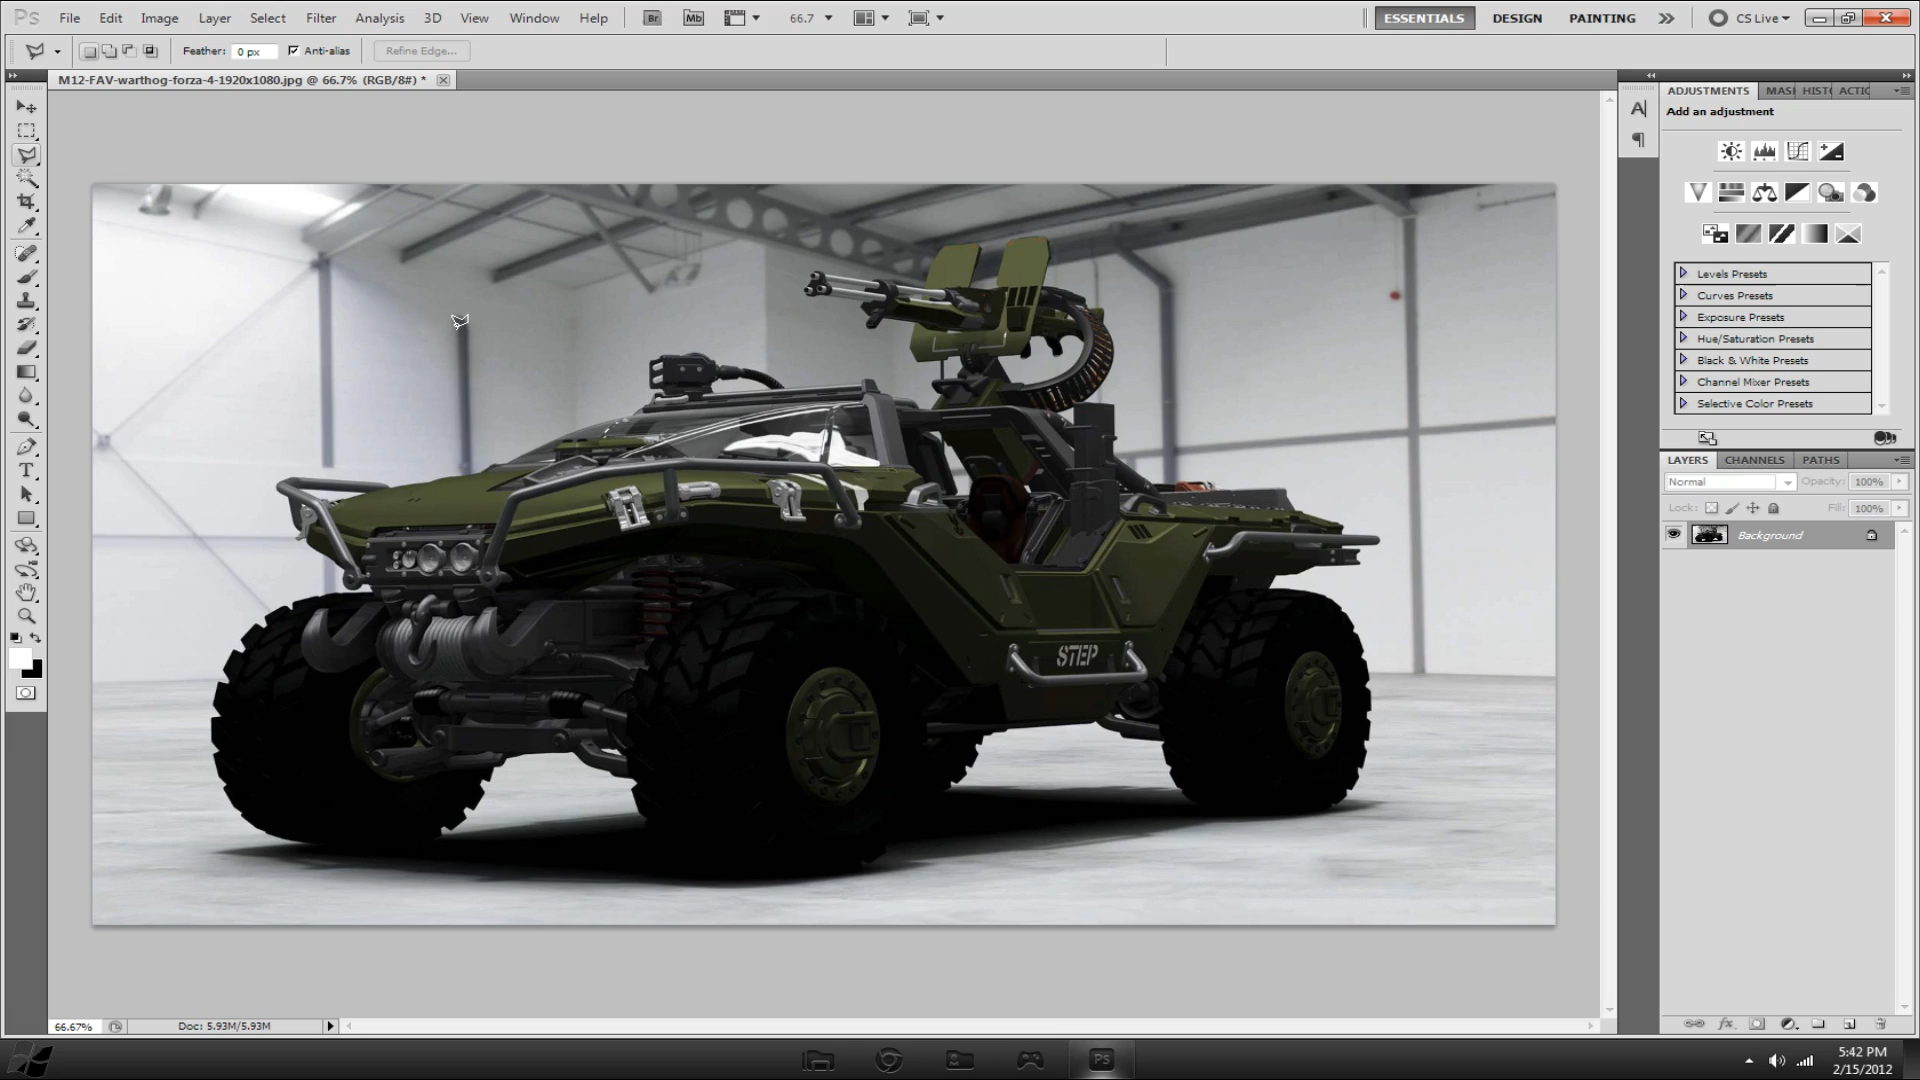 Ps File Edit Image Layer Select Filter Analysis 3D View Window Help Br Mb 66.7 ESSENTIALS DESIGN PAINTING CS Live
Feather: 0 px Anti-alias Refine Edge...
M12-FAV-warthog-forza-4-1920x1080.jpg @ 66.7% (RGB/8#) *
ADJUSTMENTS MASI HISTO ACTIC
Add an adjustment
Levels Presets
Curves Presets
Exposure Presets
Hue/Saturation Presets
Black & White Presets
Channel Mixer Presets
Selective Color Presets
LAYERS CHANNELS PATHS
Normal Opacity: 100%
Lock: Fill: 100%
Background
STEP
66.67% Doc: 5.93M/5.93M
PS
5:42 PM
2/15/2012